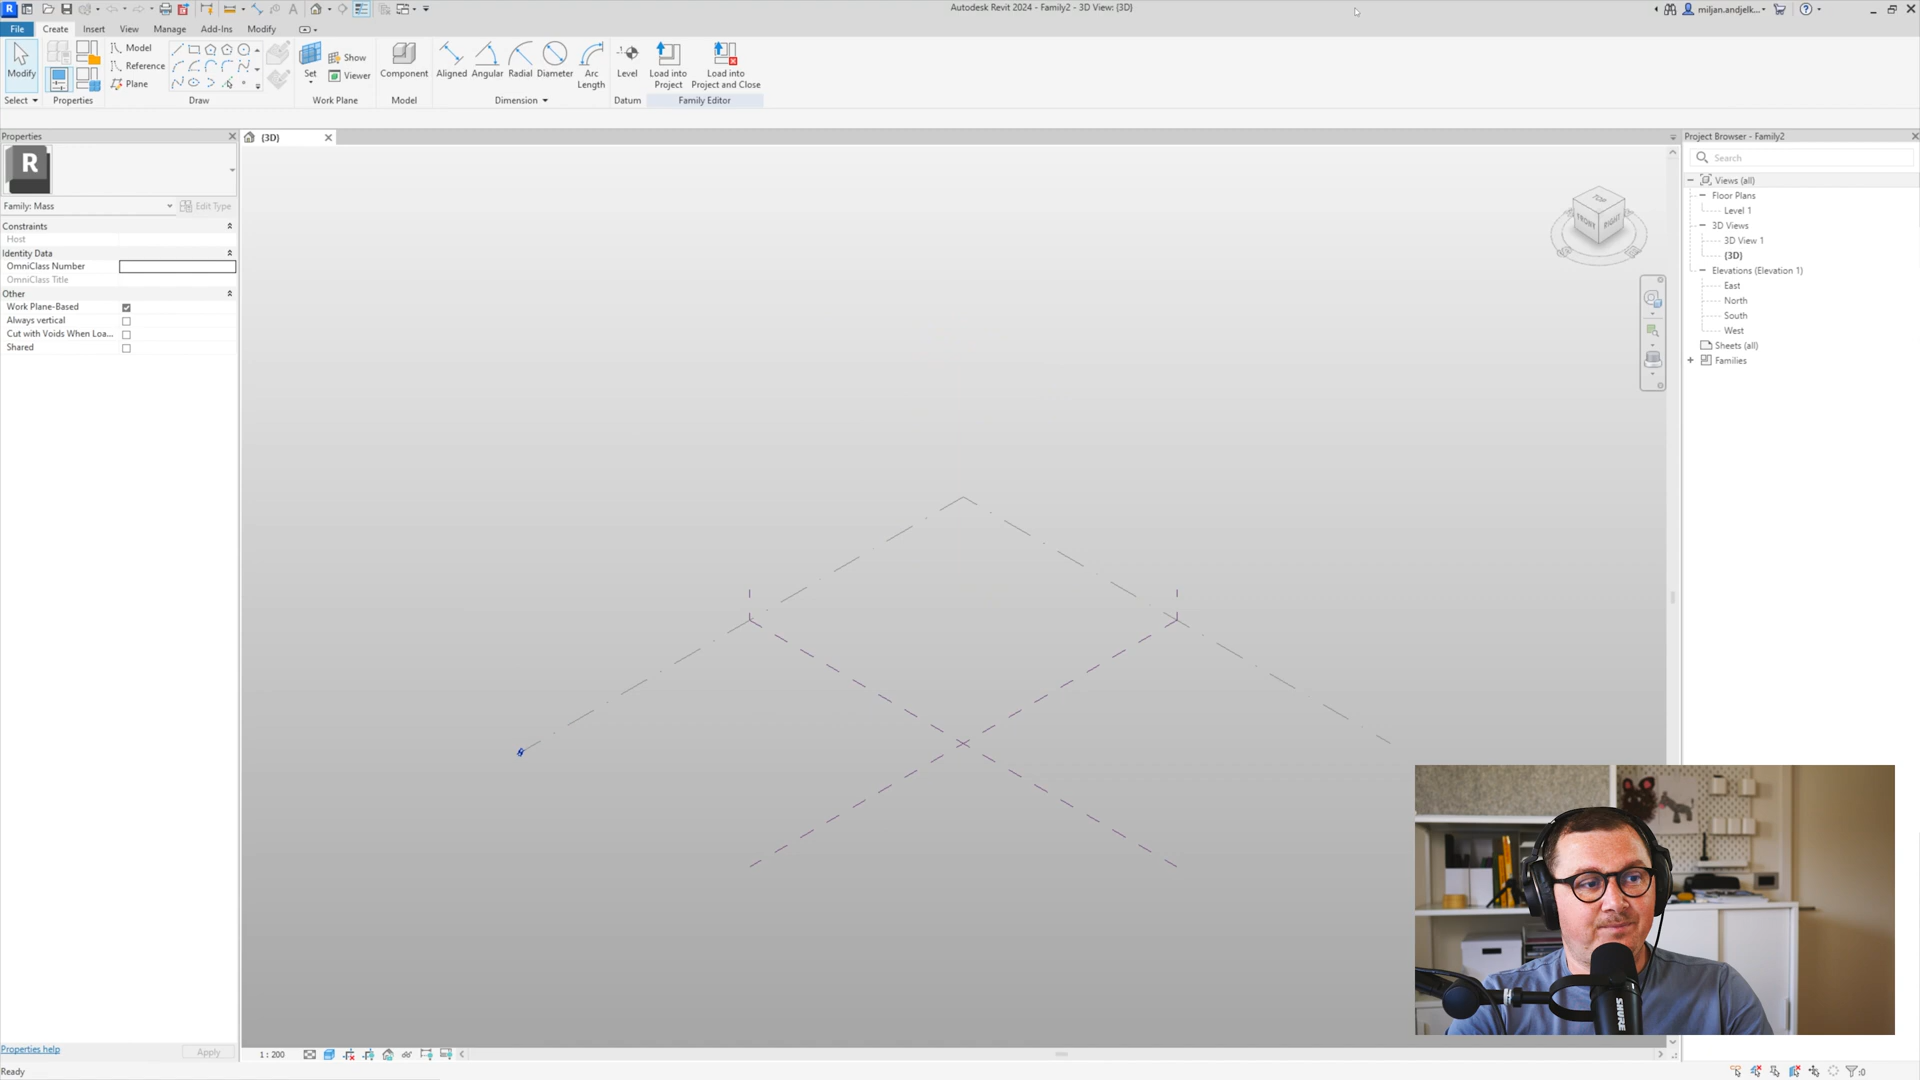 Autodesk Revit 2024 - Family2 - 3D View: {3D}
miljan.andjelk...
File Create Insert View Manage Add-Ins Modify
Modify
Model
Reference
Plane
Set
Show
Viewer
Component
Aligned Angular Radial Diameter Arc
Length
Level
Load into
Project
Load into
Project and Close
Select Properties Draw Work Plane Model Dimension Datum Family Editor
Properties
R
Family: Mass
Edit Type
Constraints
Host
Identity Data
OmniClass Number
OmniClass Title
Other
Work Plane-Based
Always vertical
Cut with Voids When Loa...
Shared
Properties help
Apply
Ready
{3D}
TOP
FRONT
RIGHT
1 : 200
Project Browser - Family2
Search
Views (all)
Floor Plans
Level 1
3D Views
3D View 1
{3D}
Elevations (Elevation 1)
East
North
South
West
Sheets (all)
Families
SHURE
:0